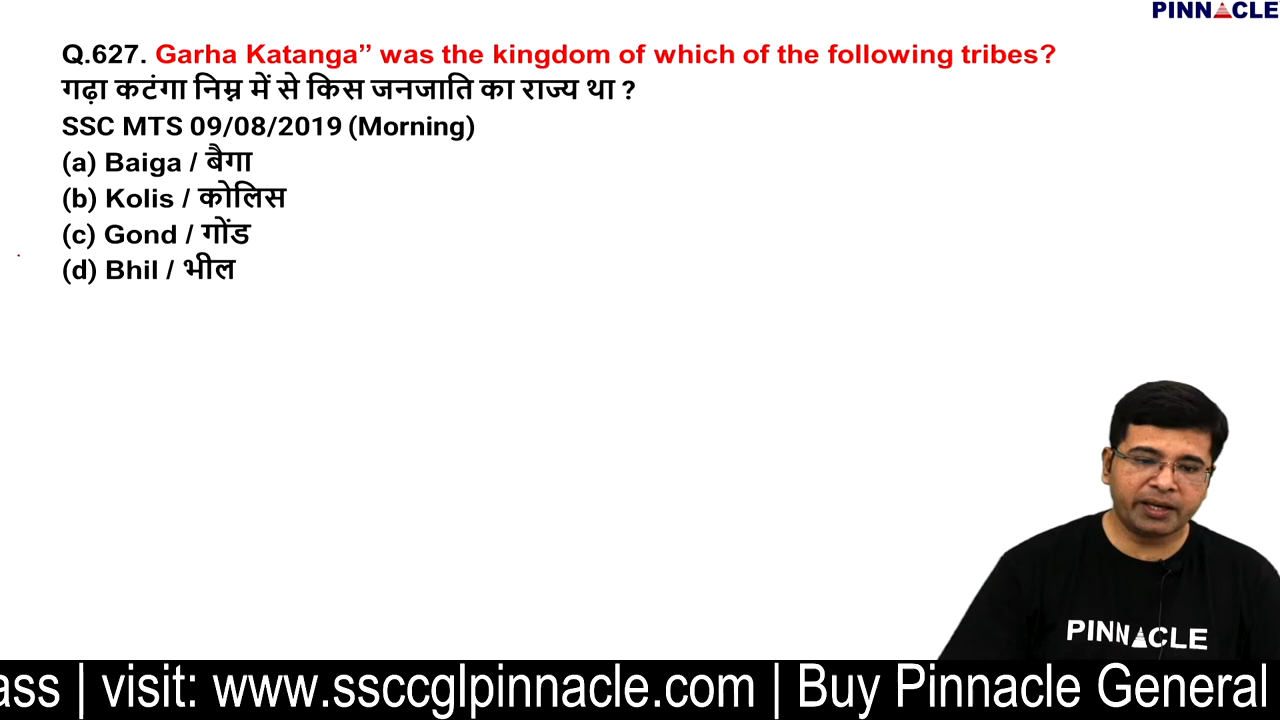 PINNACLE
Q.627. Garha Katanga” was the kingdom of which of the following tribes?
गढ़ा कटंगा निम्न में से किस जनजाति का राज्य था ?
SSC MTS 09/08/2019 (Morning)
(a) Baiga / बैगा
(b) Kolis / कोलिस
(c) Gond / गोंड
(d) Bhil / भील
PINNACLE
ass | visit: www.ssccglpinnacle.com | Buy Pinnacle General